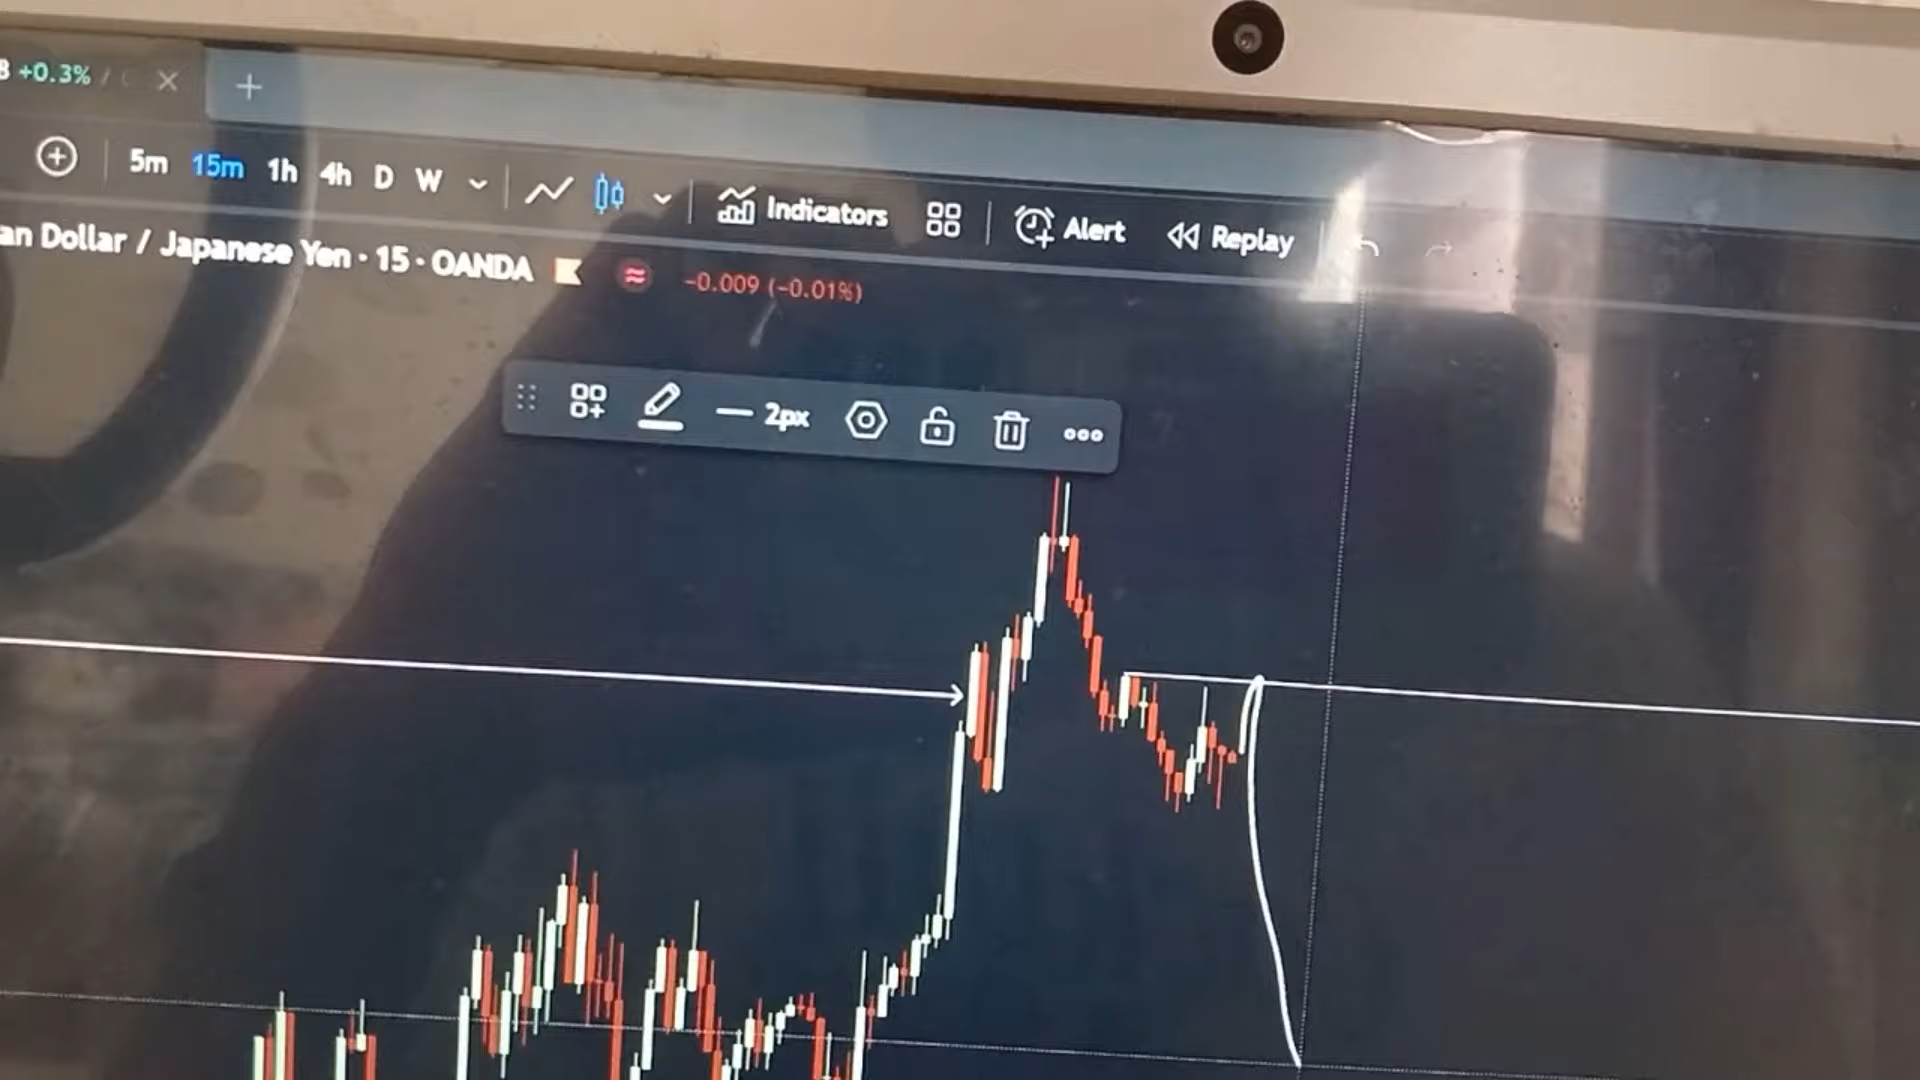 +0.3% /
5m 15m 1h 4h D W Indicators Alert Replay
an Dollar / Japanese Yen · 15 · OANDA −0.009 (−0.01%)
2px